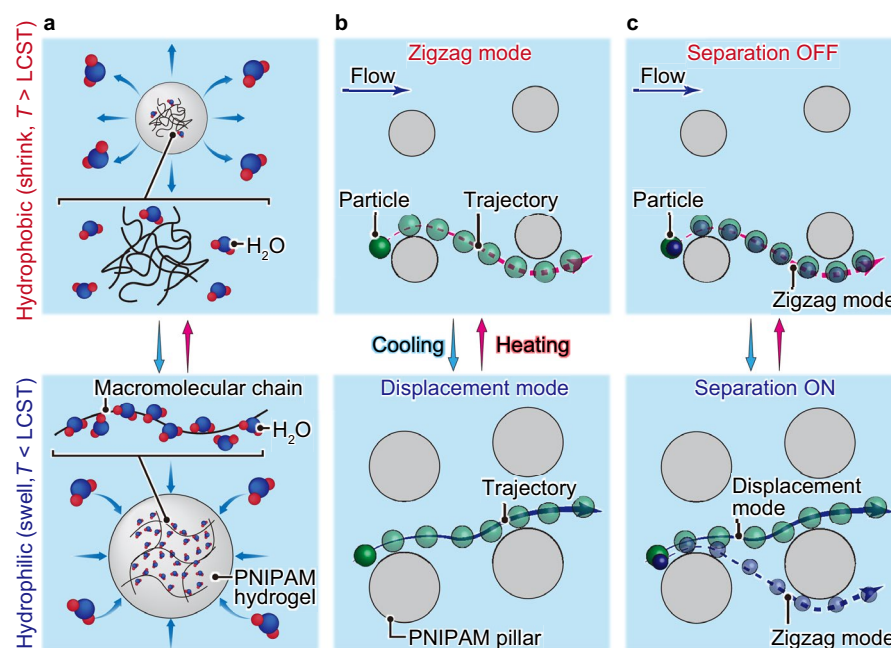 a
b
c
Hydrophobic (shrink, T > LCST)
H₂O
Zigzag mode
Flow
Particle
Trajectory
Separation OFF
Flow
Particle
Zigzag mode
Cooling
Heating
Hydrophilic (swell, T < LCST)
Macromolecular chain
H₂O
PNIPAM
hydrogel
Displacement mode
Trajectory
PNIPAM pillar
Separation ON
Displacement
mode
Zigzag mode